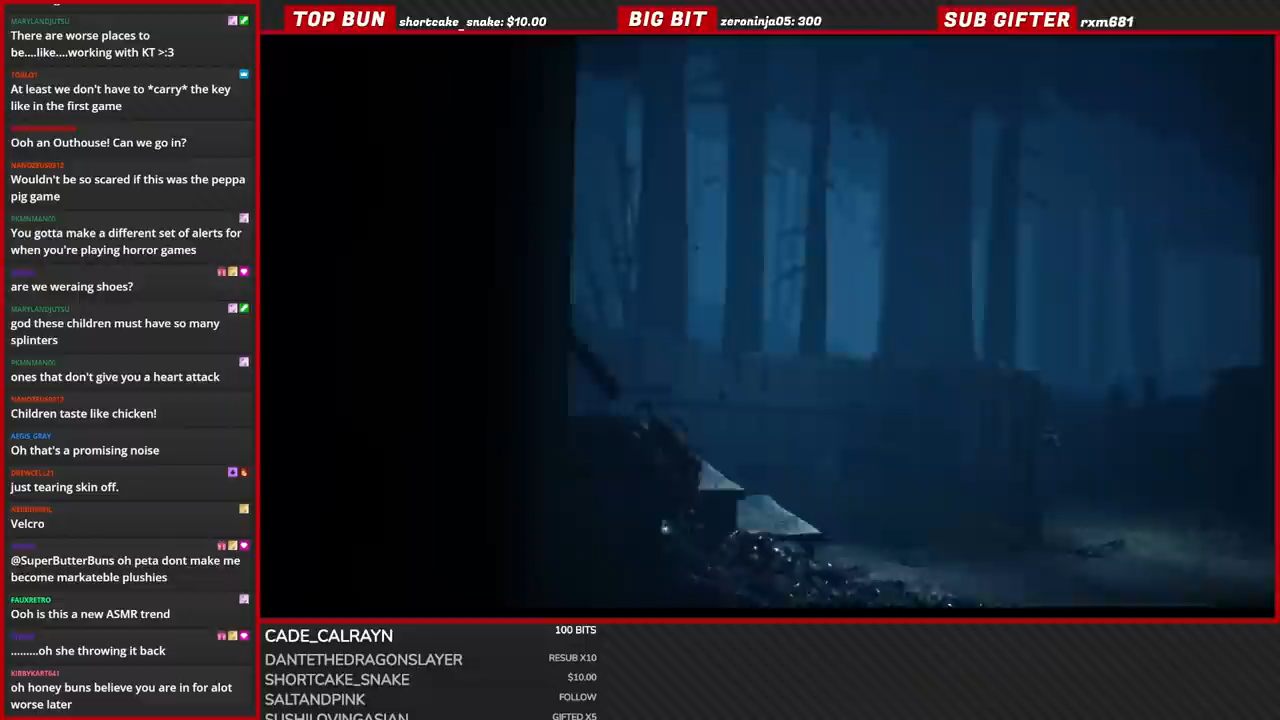 TOP BUN shortcake_snake: $10.00 BIG BIT zeroninja05: 300 SUB GIFTER rxm681
MARYLANDJUTSU
There are worse places to
be....like....working with KT >:3
At least we don't have to *carry* the key
like in the first game
Ooh an Outhouse! Can we go in?
Wouldn't be so scared if this was the peppa
pig game
You gotta make a different set of alerts for
when you're playing horror games
are we weraing shoes?
MARYLANDJUTSU
god these children must have so many
splinters
ones that don't give you a heart attack
Children taste like chicken!
AEGIS_GRAY
Oh that's a promising noise
just tearing skin off.
Velcro
@SuperButterBuns oh peta dont make me
become markateble plushies
FAUXRETRO
Ooh is this a new ASMR trend
.........oh she throwing it back
KIRBYKART641
oh honey buns believe you are in for alot
worse later
CADE_CALRAYN 100 BITS
DANTETHEDRAGONSLAYER RESUB X10
SHORTCAKE_SNAKE $10.00
SALTANDPINK FOLLOW
SUSHILOVINGASIAN GIFTED X5